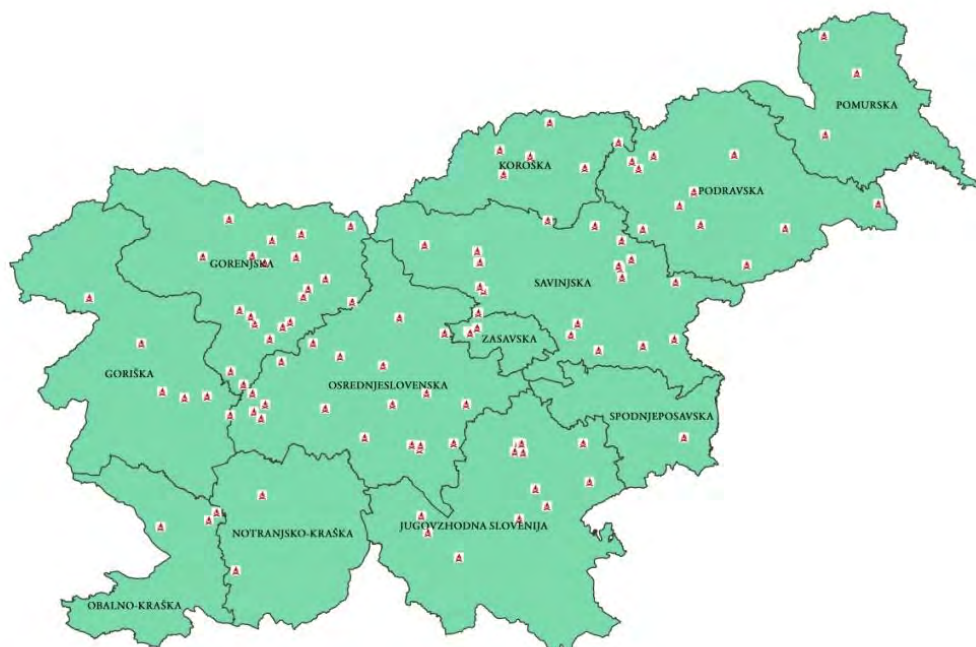 POMURSKA
KOROŠKA
PODRAVSKA
GORENJSKA
SAVINJSKA
ZASAVSKA
GORIŠKA
OSREDNJESLOVENSKA
SPODNJEPOSAVSKA
JUGOVZHODNA SLOVENIJA
NOTRANJSKO-KRAŠKA
OBALNO-KRAŠKA